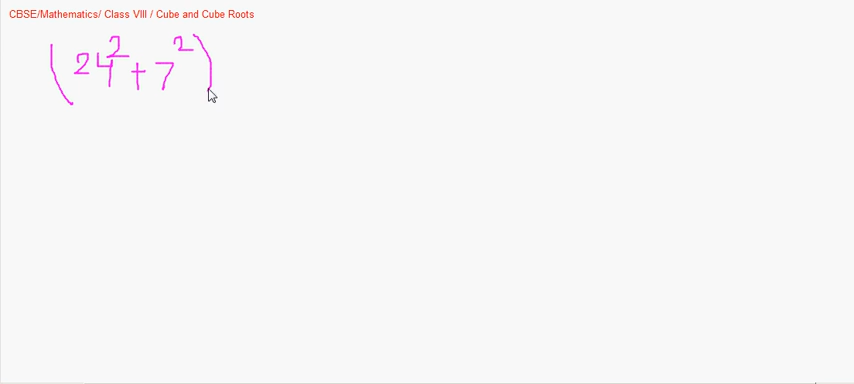 CBSE/Mathematics/ Class VIII / Cube and Cube Roots
(24² + 7²)